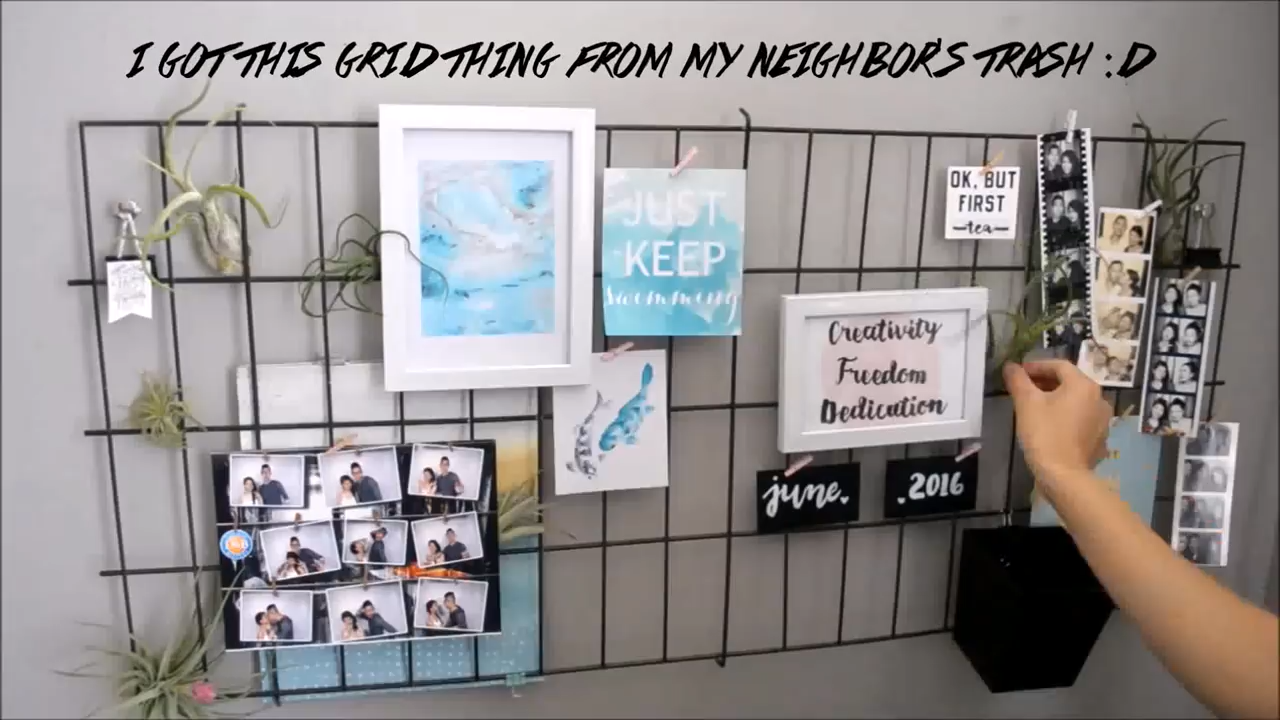 I GOT THIS GRID THING FROM MY NEIGHBOR'S TRASH :D
JUST
KEEP
swimming
OK, BUT
FIRST
tea
Creativity
Freedom
Dedication
june
2016